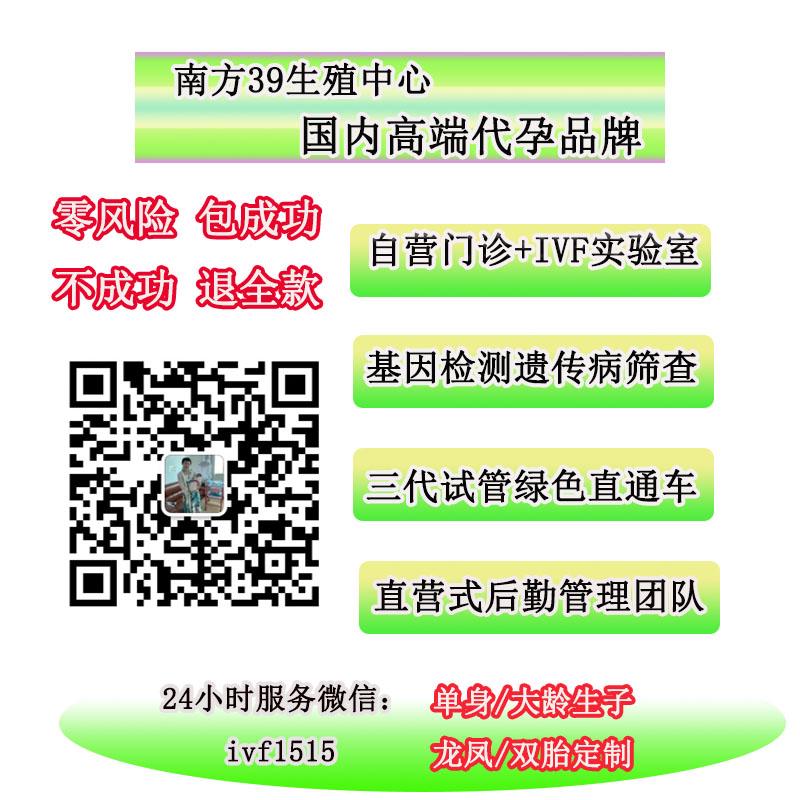 南方39生殖中心
国内高端代孕品牌
零风险 包成功
不成功 退全款
自营门诊+IVF实验室
基因检测遗传病筛查
三代试管绿色直通车
直营式后勤管理团队
24小时服务微信：
ivf1515
单身/大龄生子
龙凤/双胎定制